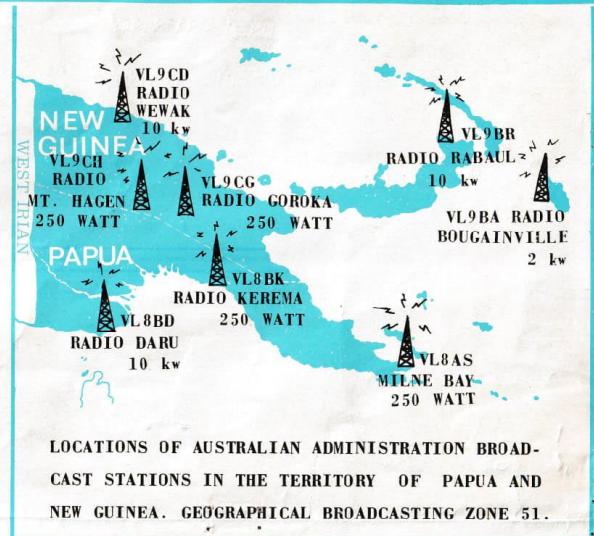 VL9CD
RADIO
WEWAK
10 kw
NEW
GUINEA
VL9CH
RADIO
MT. HAGEN
250 WATT
VL9CG
RADIO GOROKA
250 WATT
VL9BR
RADIO RABAUL
10 kw
VL9BA RADIO
BOUGAINVILLE
2 kw
WEST IRIAN
PAPUA
VL8BK
RADIO KEREMA
250 WATT
VL8BD
RADIO DARU
10 kw
VL8AS
MILNE BAY
250 WATT
LOCATIONS OF AUSTRALIAN ADMINISTRATION BROAD-
CAST STATIONS IN THE TERRITORY OF PAPUA AND
NEW GUINEA. GEOGRAPHICAL BROADCASTING ZONE 51.